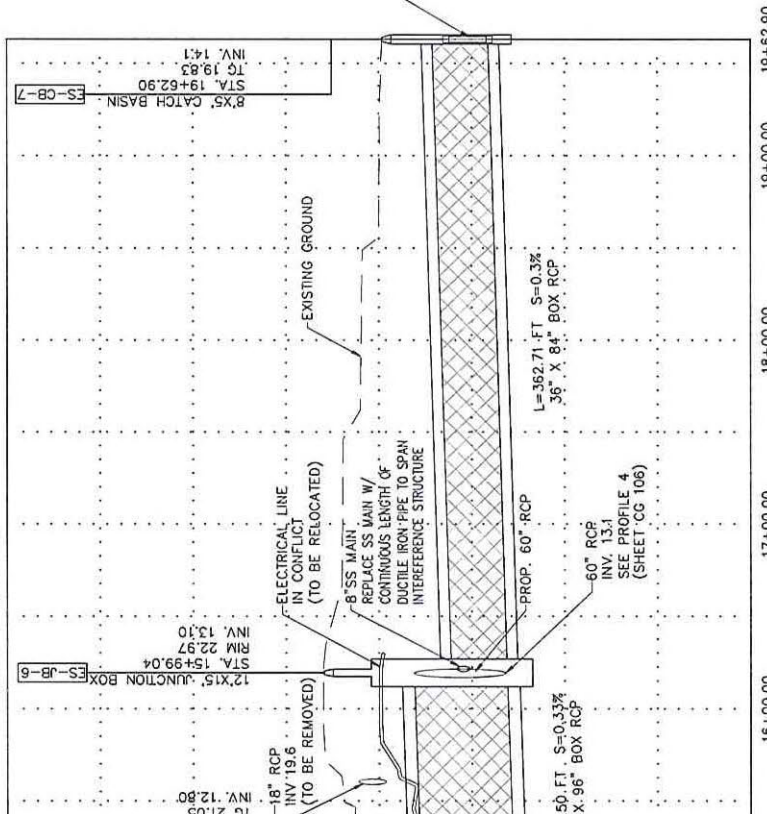 ES-CB-7
8'X5' CATCH BASIN
STA. 19+62.90
TG 19.83
INV. 14.1
EXISTING GROUND
L=362.71 FT S=0.3%
36" X 84" BOX RCP
ELECTRICAL LINE
IN CONFLICT
(TO BE RELOCATED)
8"SS MAIN
REPLACE SS MAIN W/
CONTINUOUS LENGTH OF
DUCTILE IRON PIPE TO SPAN
INTEREFERENCE STRUCTURE
PROP. 60" RCP
60" RCP
INV. 13.1
SEE PROFILE 4
(SHEET CG 106)
ES-JB-6
12'X15' JUNCTION BOX
STA. 15+99.04
RIM 22.97
INV. 13.10
18" RCP
INV 19.6
(TO BE REMOVED)
TG 21.05
INV. 12.80
50 FT S=0.33%
X 96" BOX RCP
19+62.90
19+00.00
18+00.00
17+00.00
16+00.00